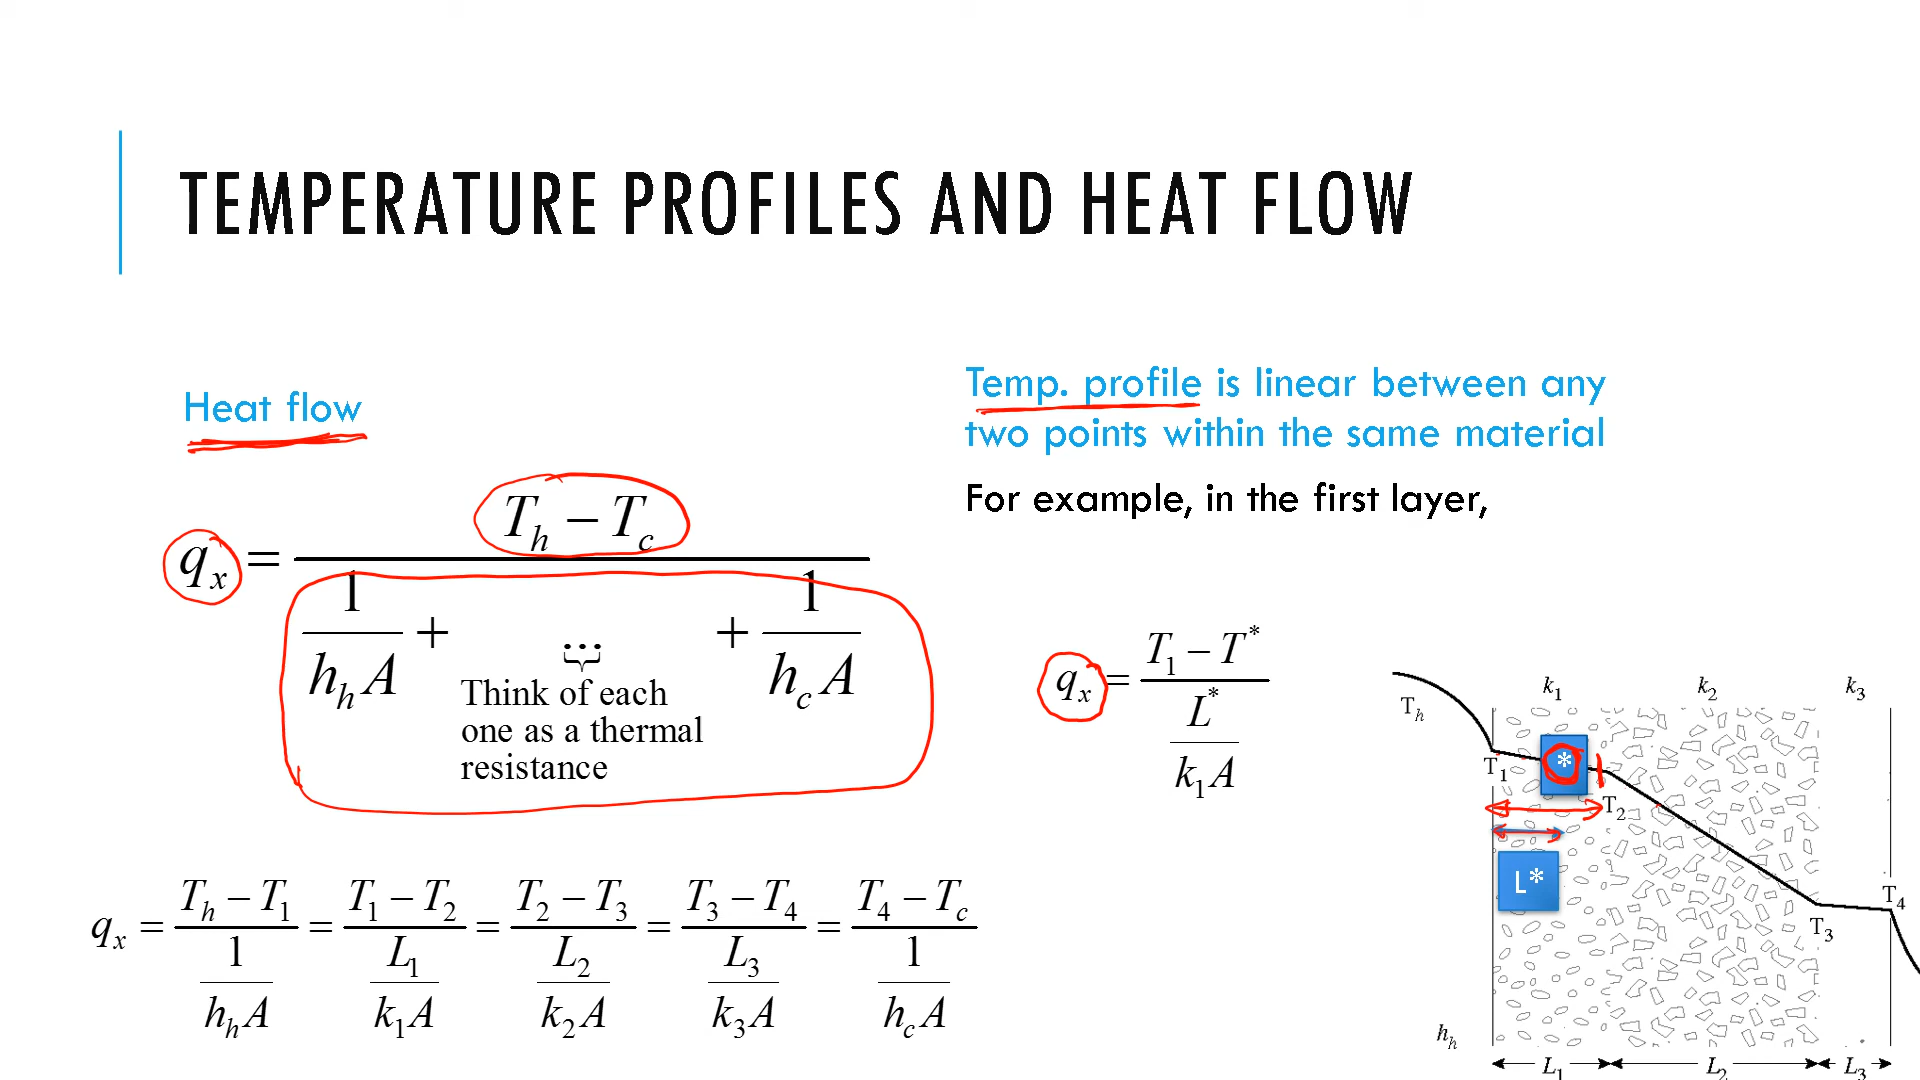 TEMPERATURE PROFILES AND HEAT FLOW
Heat flow
q_x = (T_h − T_c) / (1/(h_h A) + ... + 1/(h_c A))
Think of each
one as a thermal
resistance
q_x = (T_h − T_1)/(1/(h_h A)) = (T_1 − T_2)/(L_1/(k_1 A)) = (T_2 − T_3)/(L_2/(k_2 A)) = (T_3 − T_4)/(L_3/(k_3 A)) = (T_4 − T_c)/(1/(h_c A))
Temp. profile is linear between any
two points within the same material
For example, in the first layer,
q_x = (T_1 − T^*)/(L^*/(k_1 A))
k_1 k_2 k_3
T_h
*
T_1
T_2
L*
T_4
T_3
h_h
L_1 L_2 L_3